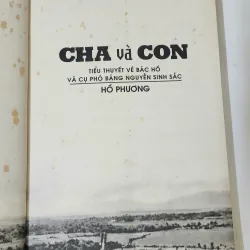 CHA và CON
TIỂU THUYẾT VỀ BÁC HỒ
VÀ CỤ PHÓ BẢNG NGUYỄN SINH SẮC
HỒ PHƯƠNG